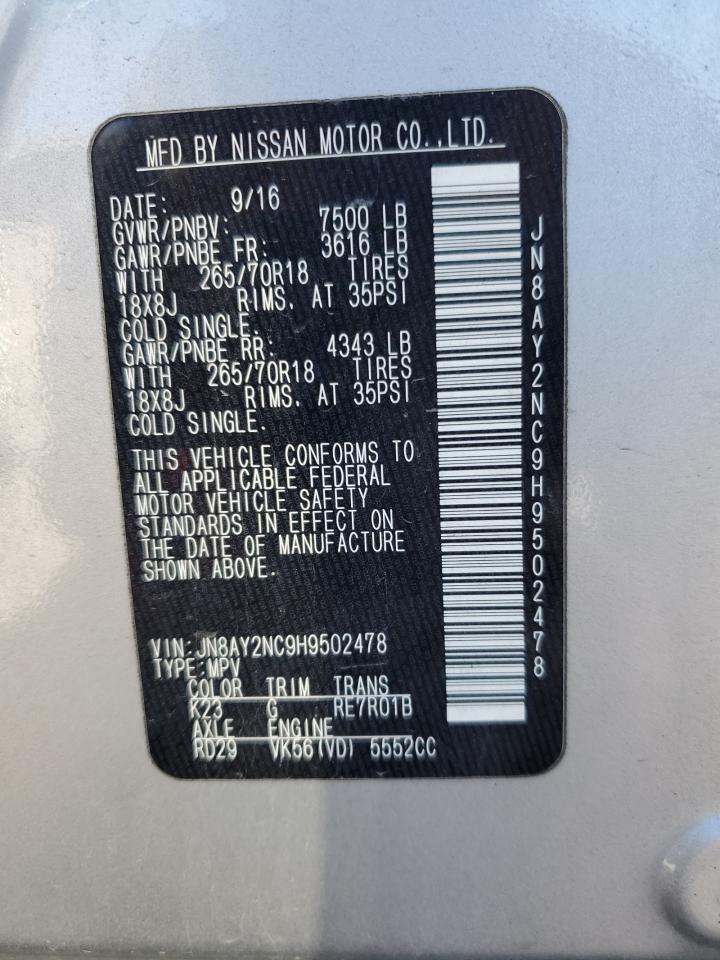 MFD BY NISSAN MOTOR CO.,LTD.
DATE: 9/16
GVWR/PNBV: 7500 LB
GAWR/PNBE FR: 3616 LB
WITH 265/70R18 TIRES
18X8J RIMS. AT 35PSI
COLD SINGLE.
GAWR/PNBE RR: 4343 LB
WITH 265/70R18 TIRES
18X8J RIMS. AT 35PSI
COLD SINGLE.
THIS VEHICLE CONFORMS TO
ALL APPLICABLE FEDERAL
MOTOR VEHICLE SAFETY
STANDARDS IN EFFECT ON
THE DATE OF MANUFACTURE
SHOWN ABOVE.
VIN:JN8AY2NC9H9502478
TYPE:MPV
COLOR TRIM TRANS
K23 G RE7R01B
AXLE ENGINE
RD29 VK56(VD) 5552CC
JN8AY2NC9H9502478